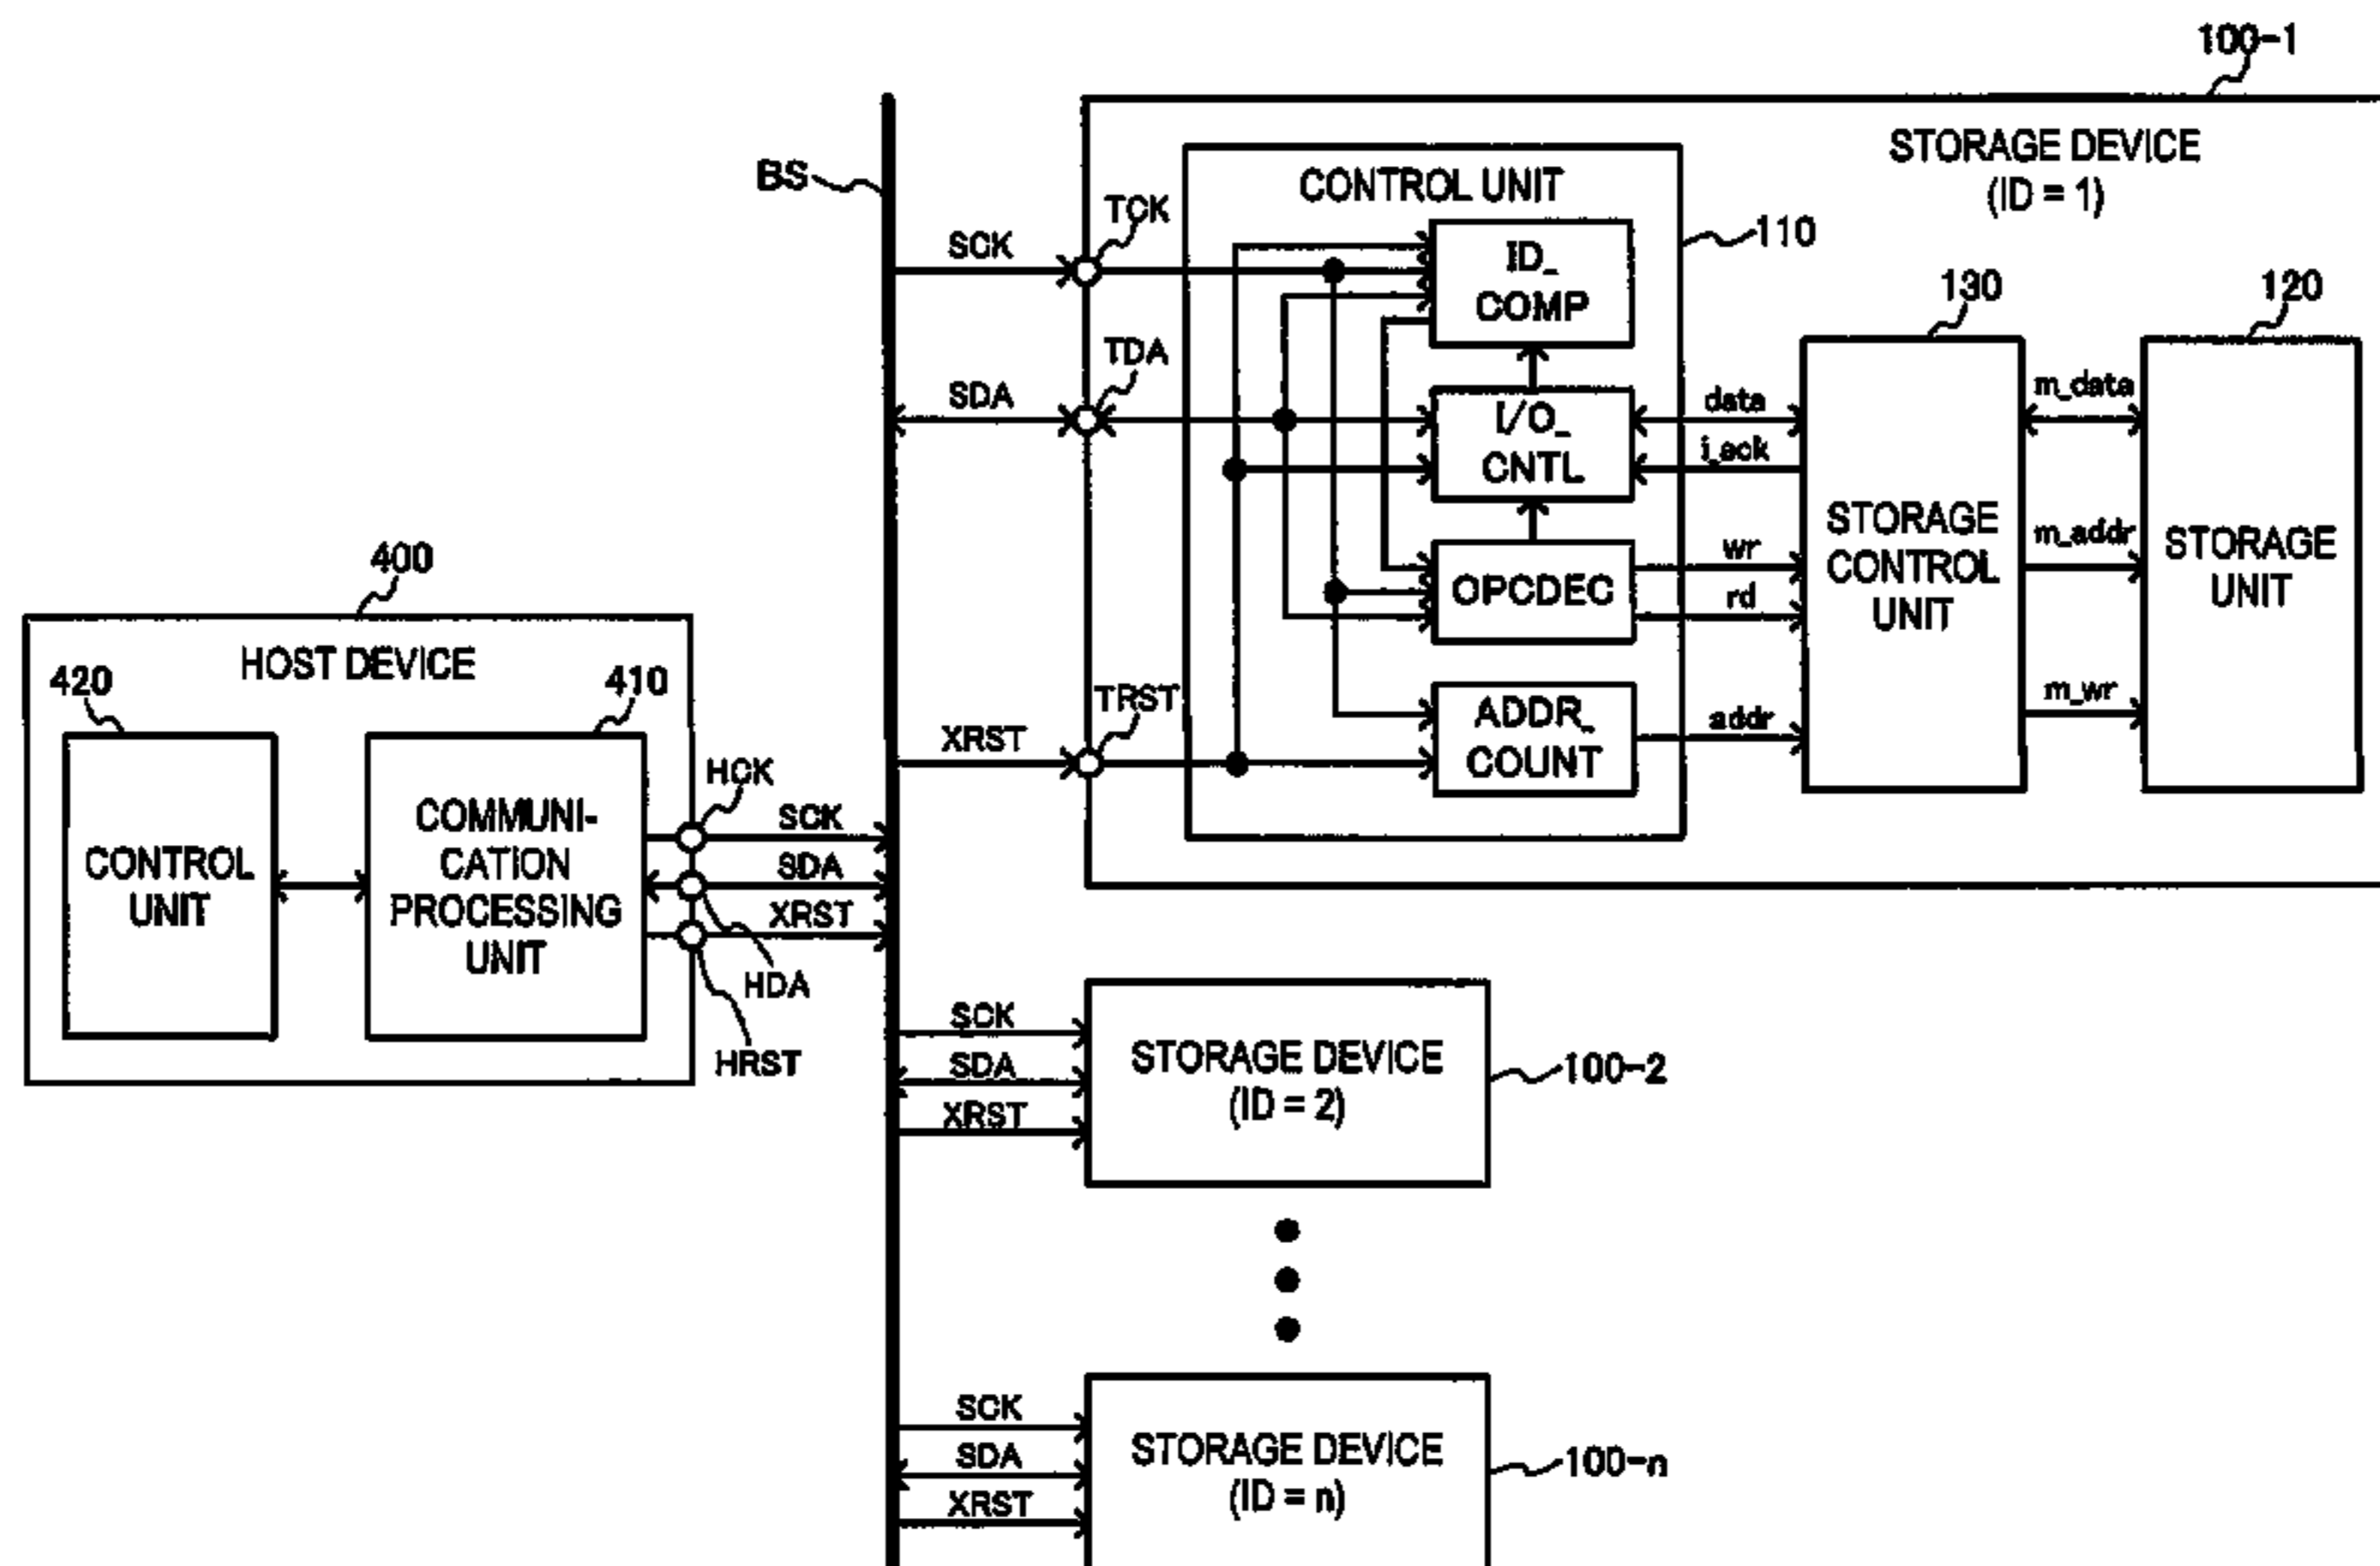 100-1
STORAGE DEVICE
(ID = 1)
BS
CONTROL UNIT
110
TCK
SCK
ID_
COMP
130
120
TDA
SDA
I/O_
CNTL
data
i_ack
m_data
STORAGE
CONTROL
UNIT
m_addr
STORAGE
UNIT
OPCDEC
wr
rd
m_wr
TRST
XRST
ADDR_
COUNT
addr
400
HOST DEVICE
420
410
CONTROL
UNIT
COMMUNI-
CATION
PROCESSING
UNIT
HCK
SCK
SDA
XRST
HDA
HRST
SCK
SDA
XRST
STORAGE DEVICE
(ID = 2)
100-2
SCK
SDA
XRST
STORAGE DEVICE
(ID = n)
100-n